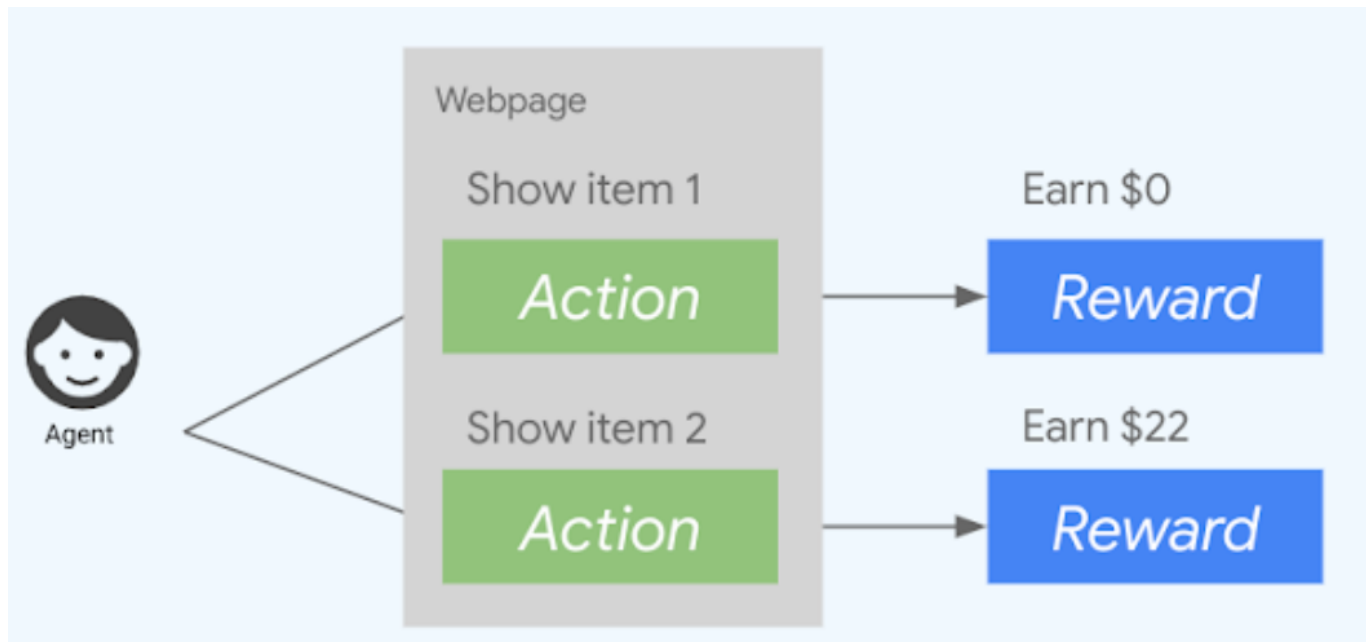 Webpage
Show item 1
Earn $0
Action
Reward
Agent
Show item 2
Earn $22
Action
Reward